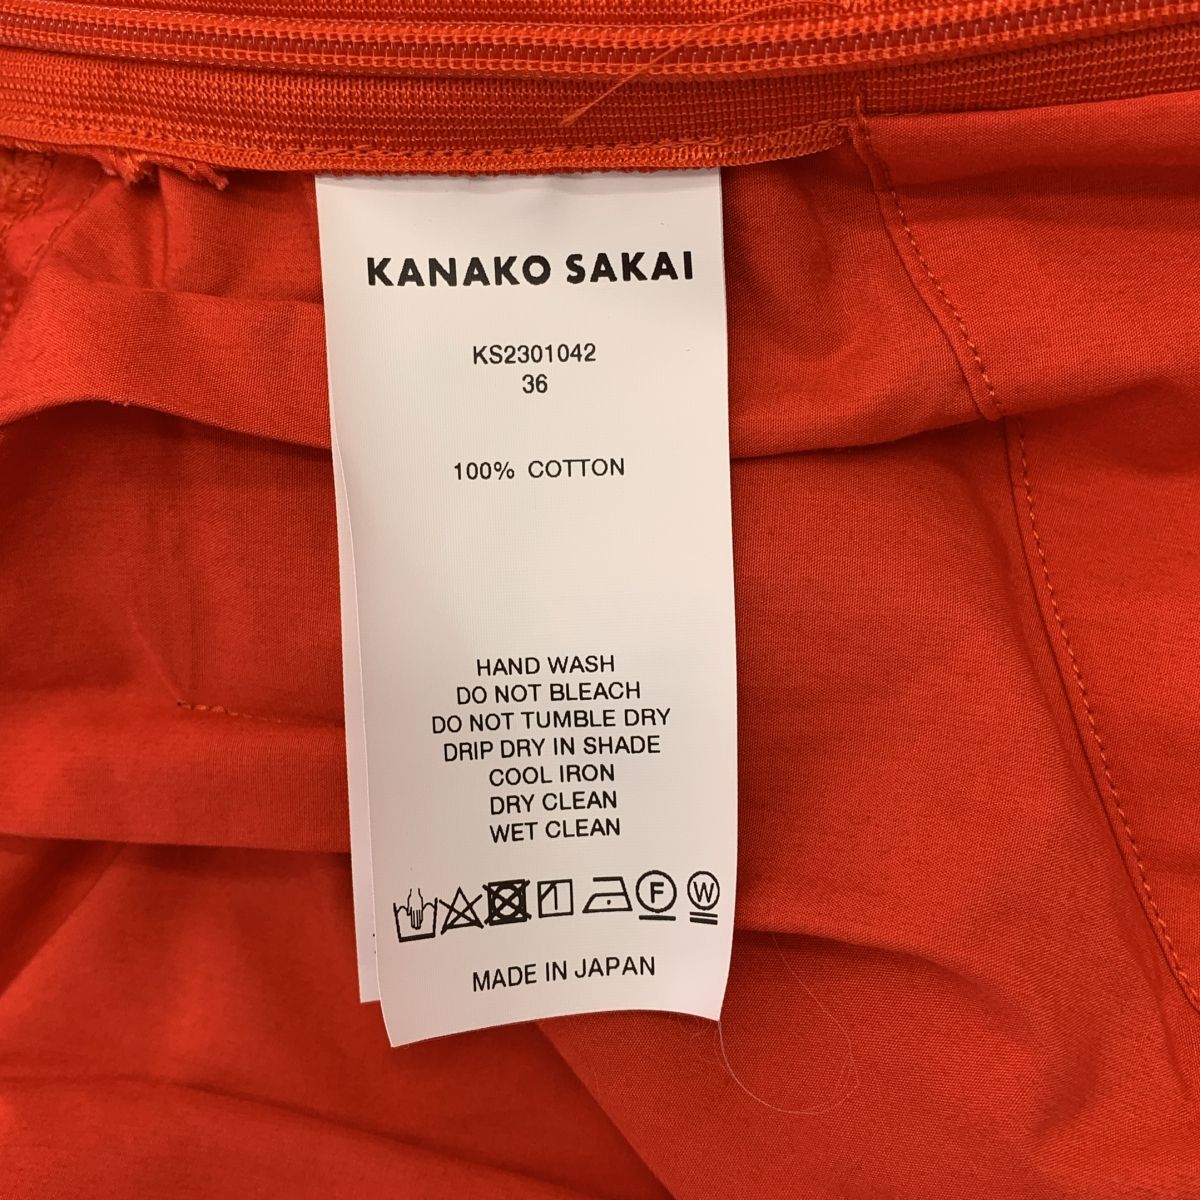 KANAKO SAKAI
KS2301042
36
100% COTTON
HAND WASH
DO NOT BLEACH
DO NOT TUMBLE DRY
DRIP DRY IN SHADE
COOL IRON
DRY CLEAN
WET CLEAN
F W
MADE IN JAPAN